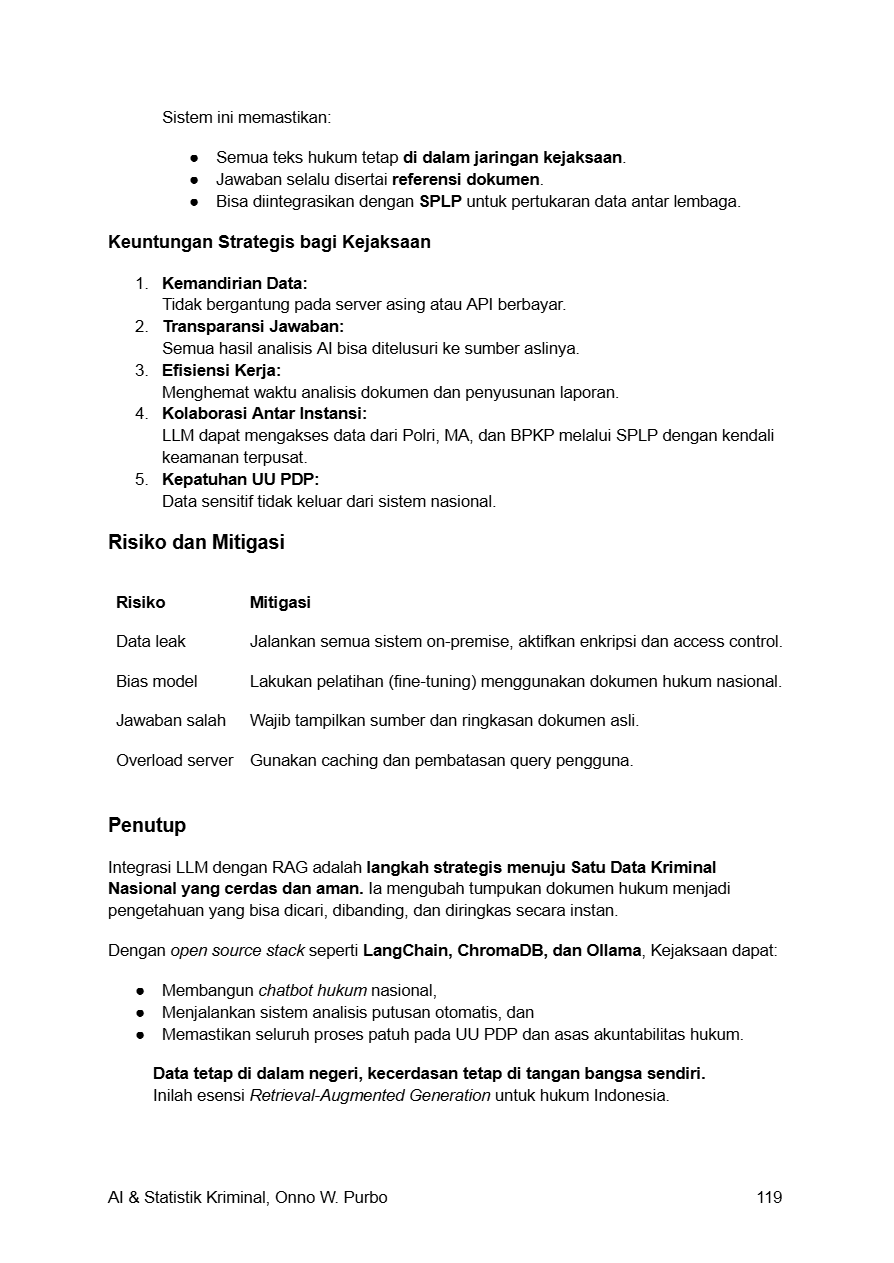 Sistem ini memastikan:
● Semua teks hukum tetap di dalam jaringan kejaksaan.
● Jawaban selalu disertai referensi dokumen.
● Bisa diintegrasikan dengan SPLP untuk pertukaran data antar lembaga.
Keuntungan Strategis bagi Kejaksaan
1. Kemandirian Data:
Tidak bergantung pada server asing atau API berbayar.
2. Transparansi Jawaban:
Semua hasil analisis AI bisa ditelusuri ke sumber aslinya.
3. Efisiensi Kerja:
Menghemat waktu analisis dokumen dan penyusunan laporan.
4. Kolaborasi Antar Instansi:
LLM dapat mengakses data dari Polri, MA, dan BPKP melalui SPLP dengan kendali
keamanan terpusat.
5. Kepatuhan UU PDP:
Data sensitif tidak keluar dari sistem nasional.
Risiko dan Mitigasi
Risiko Mitigasi
Data leak Jalankan semua sistem on-premise, aktifkan enkripsi dan access control.
Bias model Lakukan pelatihan (fine-tuning) menggunakan dokumen hukum nasional.
Jawaban salah Wajib tampilkan sumber dan ringkasan dokumen asli.
Overload server Gunakan caching dan pembatasan query pengguna.
Penutup
Integrasi LLM dengan RAG adalah langkah strategis menuju Satu Data Kriminal
Nasional yang cerdas dan aman. Ia mengubah tumpukan dokumen hukum menjadi
pengetahuan yang bisa dicari, dibanding, dan diringkas secara instan.
Dengan open source stack seperti LangChain, ChromaDB, dan Ollama, Kejaksaan dapat:
● Membangun chatbot hukum nasional,
● Menjalankan sistem analisis putusan otomatis, dan
● Memastikan seluruh proses patuh pada UU PDP dan asas akuntabilitas hukum.
Data tetap di dalam negeri, kecerdasan tetap di tangan bangsa sendiri.
Inilah esensi Retrieval-Augmented Generation untuk hukum Indonesia.
AI & Statistik Kriminal, Onno W. Purbo 119